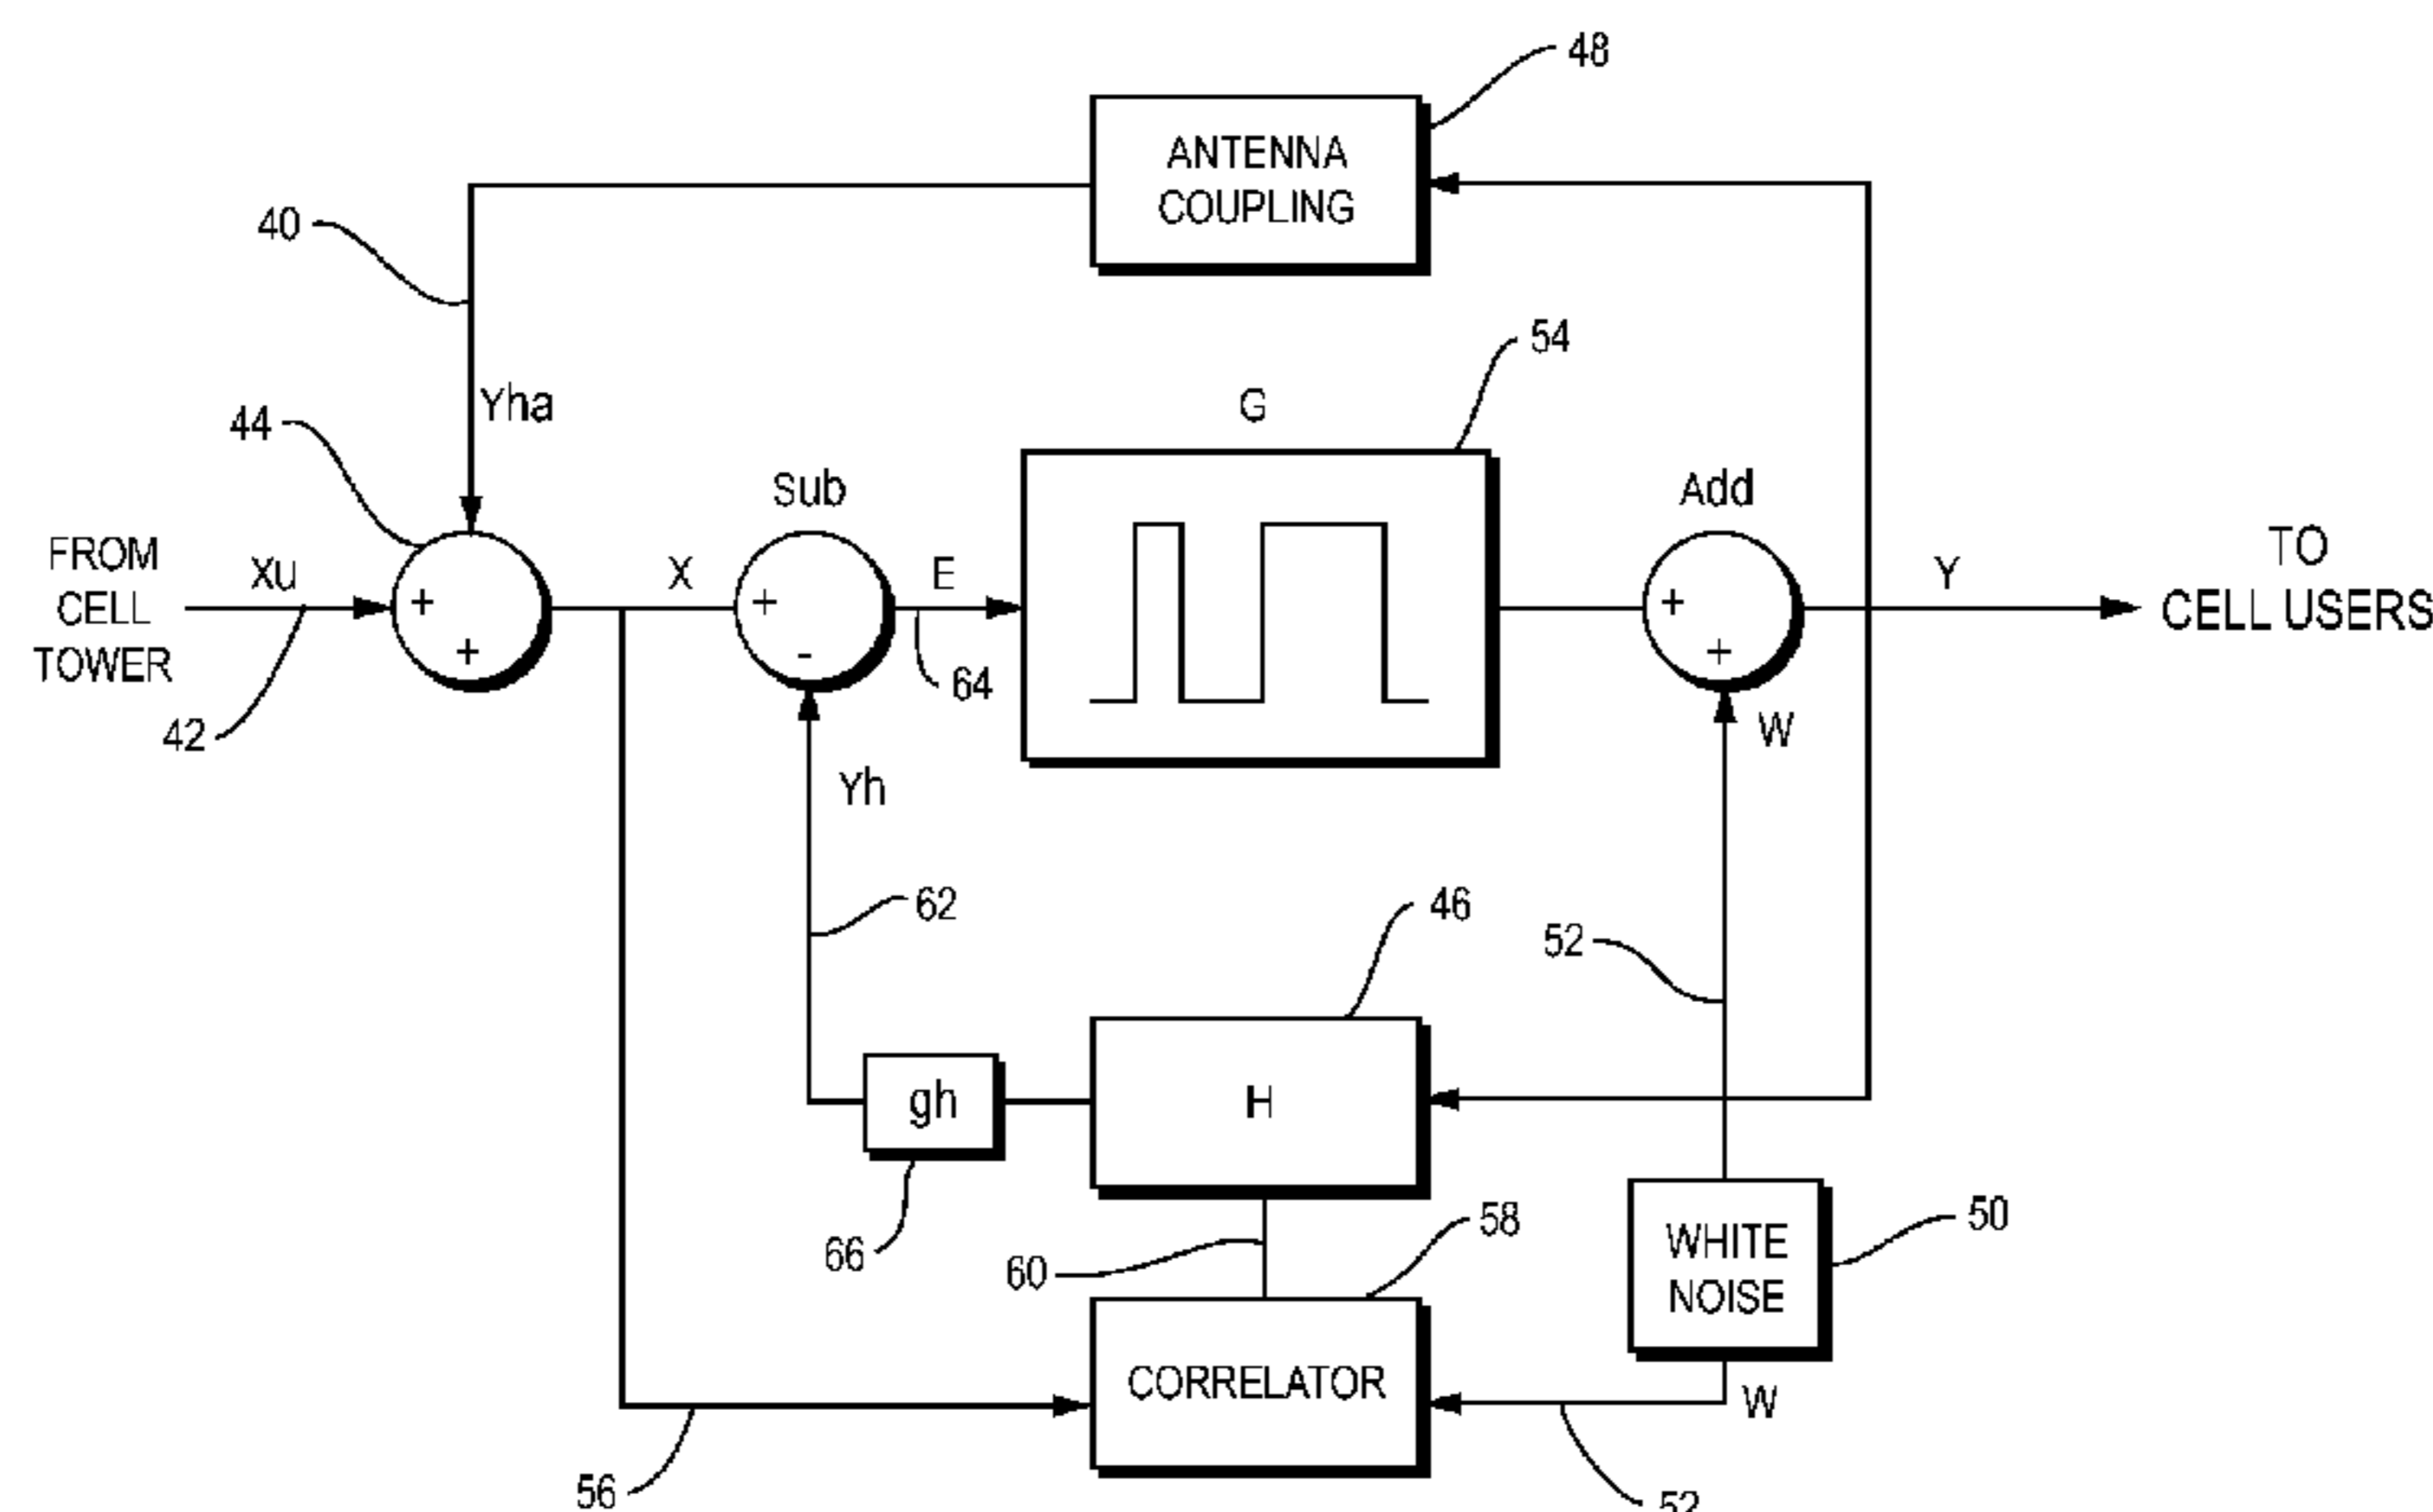 48
ANTENNA
COUPLING
40
54
Yha
G
44
Sub
Add
FROM
CELL
TOWER
Xu
+
+
X
+
-
E
+
+
Y
TO
CELL USERS
64
42
W
Yh
62
46
52
gh
H
66
60
58
WHITE
NOISE
50
CORRELATOR
W
56
52